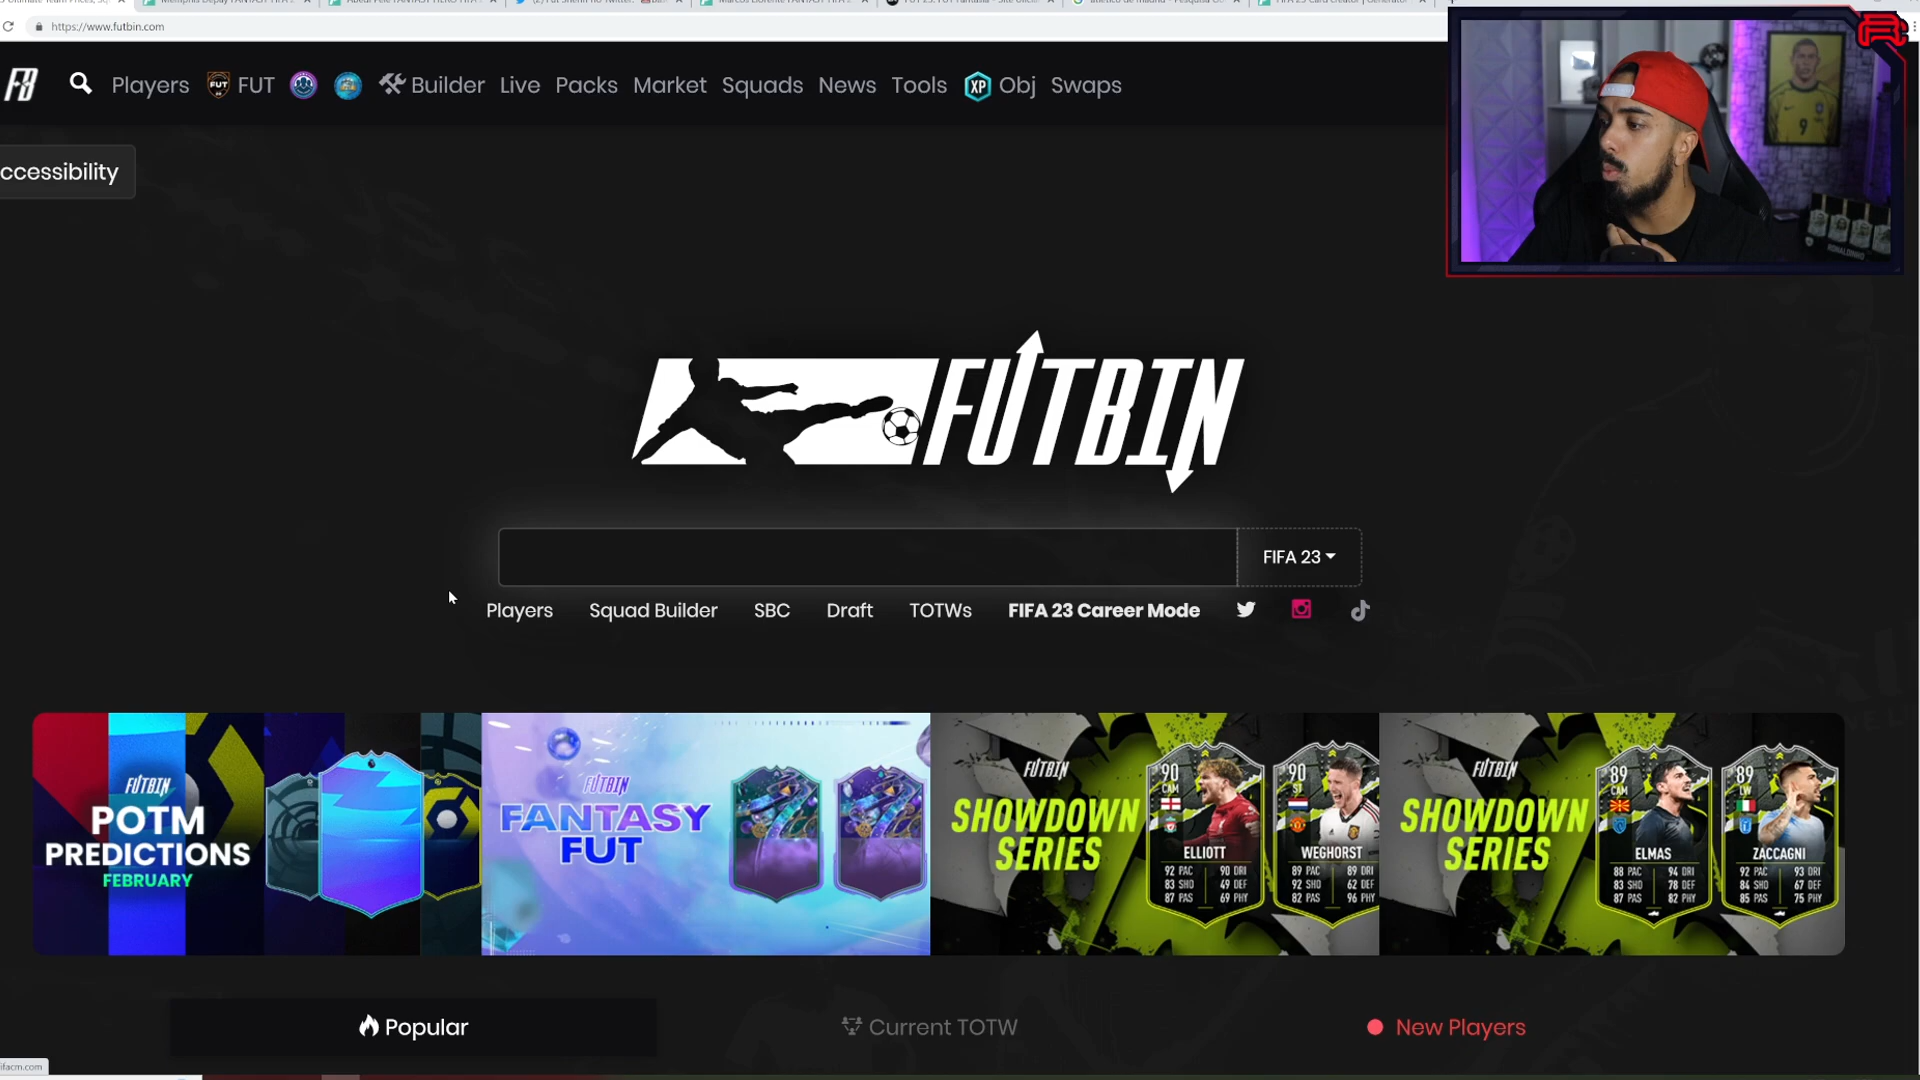 https://www.futbin.com
Players FUT Builder Live Packs Market Squads News Tools XP Obj Swaps
ccessibility
FUTBIN
FIFA 23
Players Squad Builder SBC Draft TOTWs FIFA 23 Career Mode
FUTBIN
POTM
PREDICTIONS
FEBRUARY
FUTBIN
FANTASY
FUT
FUTBIN
SHOWDOWN
SERIES
90
CAM
ELLIOTT
92 PAC 90 DRI
83 SHO 49 DEF
87 PAS 69 PHY
90
ST
WEGHORST
89 PAC 89 DRI
92 SHO 62 DEF
82 PAS 96 PHY
FUTBIN
SHOWDOWN
SERIES
89
CAM
ELMAS
88 PAC 94 DRI
83 SHO 78 DEF
87 PAS 82 PHY
89
LW
ZACCAGNI
92 PAC 93 DRI
84 SHO 67 DEF
85 PAS 75 PHY
Popular
Current TOTW
New Players
ifacm.com
9
RONALDINHO